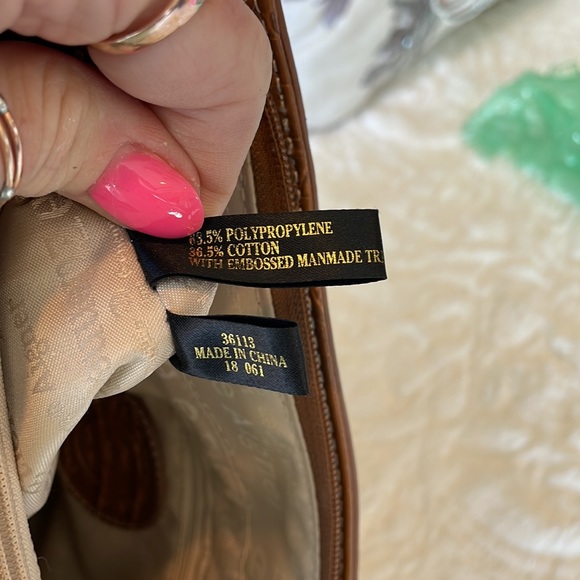 63.5% POLYPROPYLENE
36.5% COTTON
WITH EMBOSSED MANMADE TR
36113
MADE IN CHINA
18 061